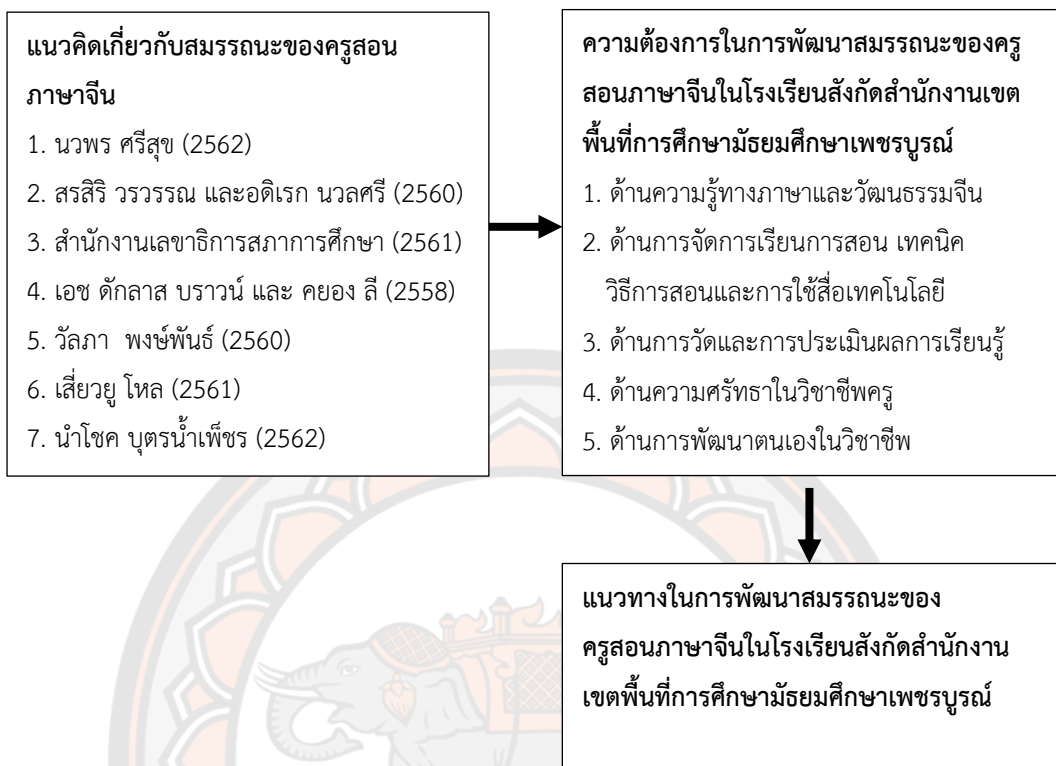 แนวคิดเกี่ยวกับสมรรถนะของครูสอน
ภาษาจีน
1. นวพร ศรีสุข (2562)
2. สรสิริ วรวรรณ และอดิเรก นวลศรี (2560)
3. สำนักงานเลขาธิการสภาการศึกษา (2561)
4. เอช ดักลาส บราวน์ และ คยอง ลี (2558)
5. วัลภา  พงษ์พันธ์ (2560)
6. เสี่ยวยู โหล (2561)
7. นำโชค บุตรน้ำเพ็ชร (2562)
ความต้องการในการพัฒนาสมรรถนะของครู
สอนภาษาจีนในโรงเรียนสังกัดสำนักงานเขต
พื้นที่การศึกษามัธยมศึกษาเพชรบูรณ์
1. ด้านความรู้ทางภาษาและวัฒนธรรมจีน
2. ด้านการจัดการเรียนการสอน เทคนิค
วิธีการสอนและการใช้สื่อเทคโนโลยี
3. ด้านการวัดและการประเมินผลการเรียนรู้
4. ด้านความศรัทธาในวิชาชีพครู
5. ด้านการพัฒนาตนเองในวิชาชีพ
แนวทางในการพัฒนาสมรรถนะของ
ครูสอนภาษาจีนในโรงเรียนสังกัดสำนักงาน
เขตพื้นที่การศึกษามัธยมศึกษาเพชรบูรณ์